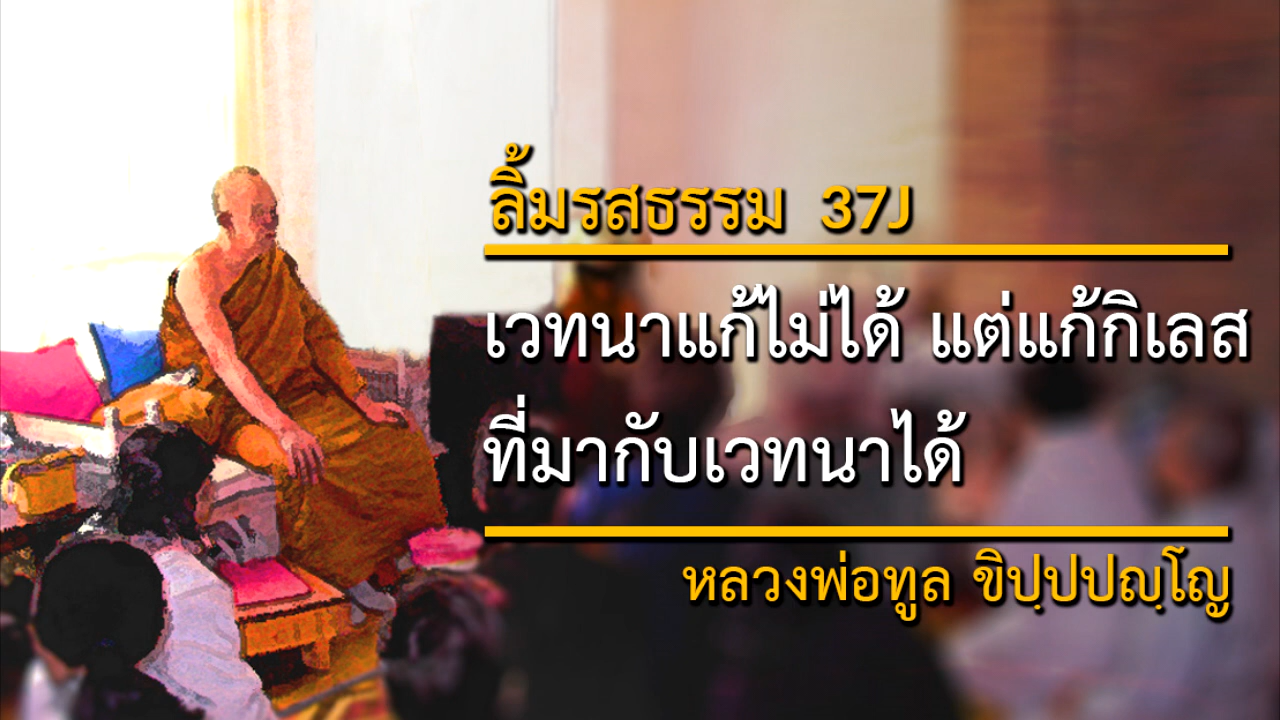 ลิ้มรสธรรม 37J
เวทนาแก้ไม่ได้ แต่แก้กิเลส
ที่มากับเวทนาได้
หลวงพ่อทูล ขิปฺปปญฺโญ